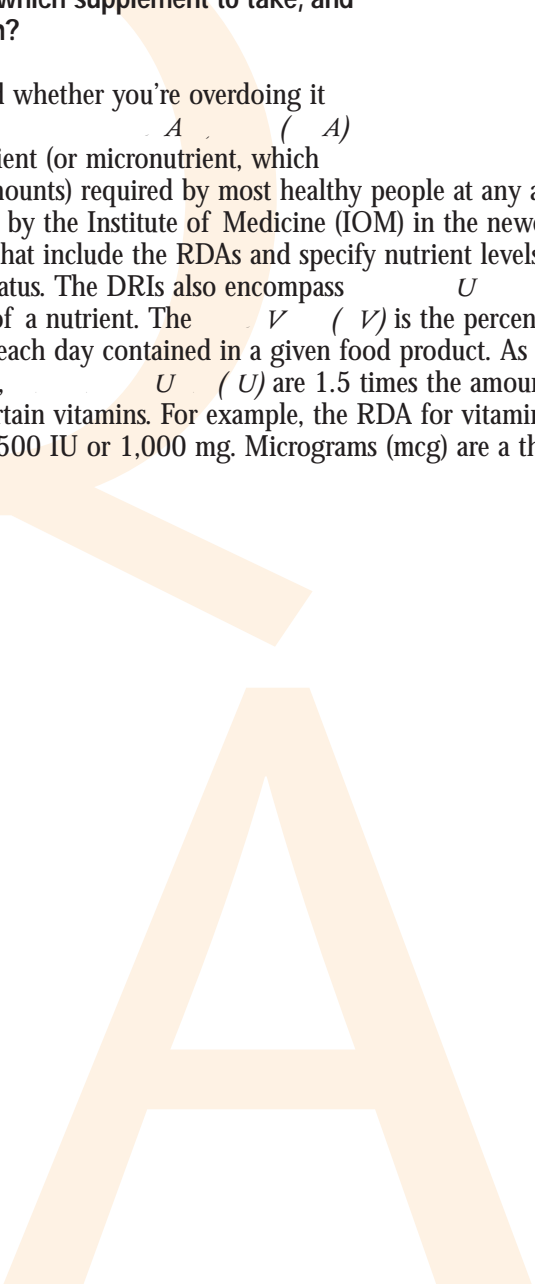 which supplement to take, and
?
whether you're overdoing it
A ( A)
ient (or micronutrient, which
ounts) required by most healthy people at any a
by the Institute of Medicine (IOM) in the newe
hat include the RDAs and specify nutrient levels
atus. The DRIs also encompass U
of a nutrient. The V ( V) is the percen
each day contained in a given food product. As
, U ( U) are 1.5 times the amou
rtain vitamins. For example, the RDA for vitami
500 IU or 1,000 mg. Micrograms (mcg) are a th
Q
A